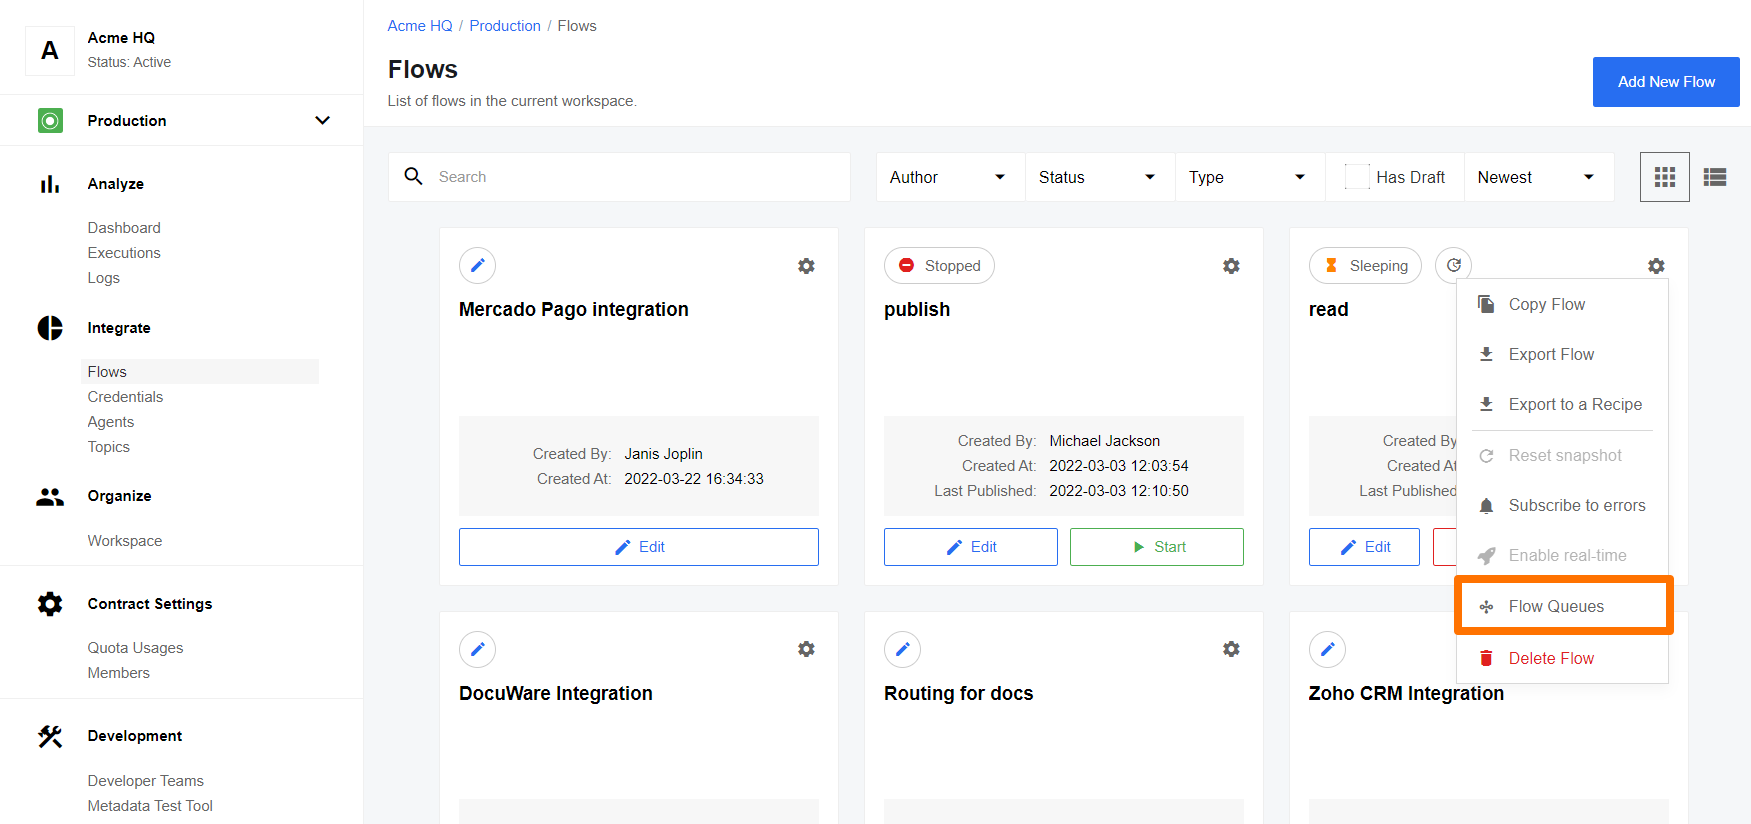 A
Acme HQ
Status: Active
Production
Analyze
Dashboard
Executions
Logs
Integrate
Flows
Credentials
Agents
Topics
Organize
Workspace
Contract Settings
Quota Usages
Members
Development
Developer Teams
Metadata Test Tool
Acme HQ / Production / Flows
Flows
List of flows in the current workspace.
Add New Flow
Search
Author
Status
Type
Has Draft
Newest
Mercado Pago integration
Created By: Janis Joplin
Created At: 2022-03-22 16:34:33
Edit
Stopped
publish
Created By: Michael Jackson
Created At: 2022-03-03 12:03:54
Last Published: 2022-03-03 12:10:50
Edit
Start
Sleeping
read
Created By
Created At
Last Published
Edit
Copy Flow
Export Flow
Export to a Recipe
Reset snapshot
Subscribe to errors
Enable real-time
Flow Queues
Delete Flow
DocuWare Integration
Routing for docs
Zoho CRM Integration